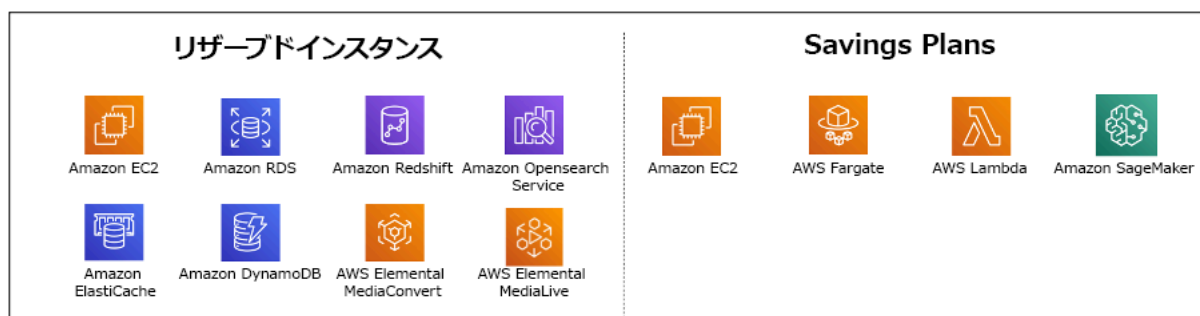 リザーブドインスタンス
Amazon EC2
Amazon RDS
Amazon Redshift
Amazon Opensearch
Service
Amazon
ElastiCache
Amazon DynamoDB
AWS Elemental
MediaConvert
AWS Elemental
MediaLive
Savings Plans
Amazon EC2
AWS Fargate
AWS Lambda
Amazon SageMaker